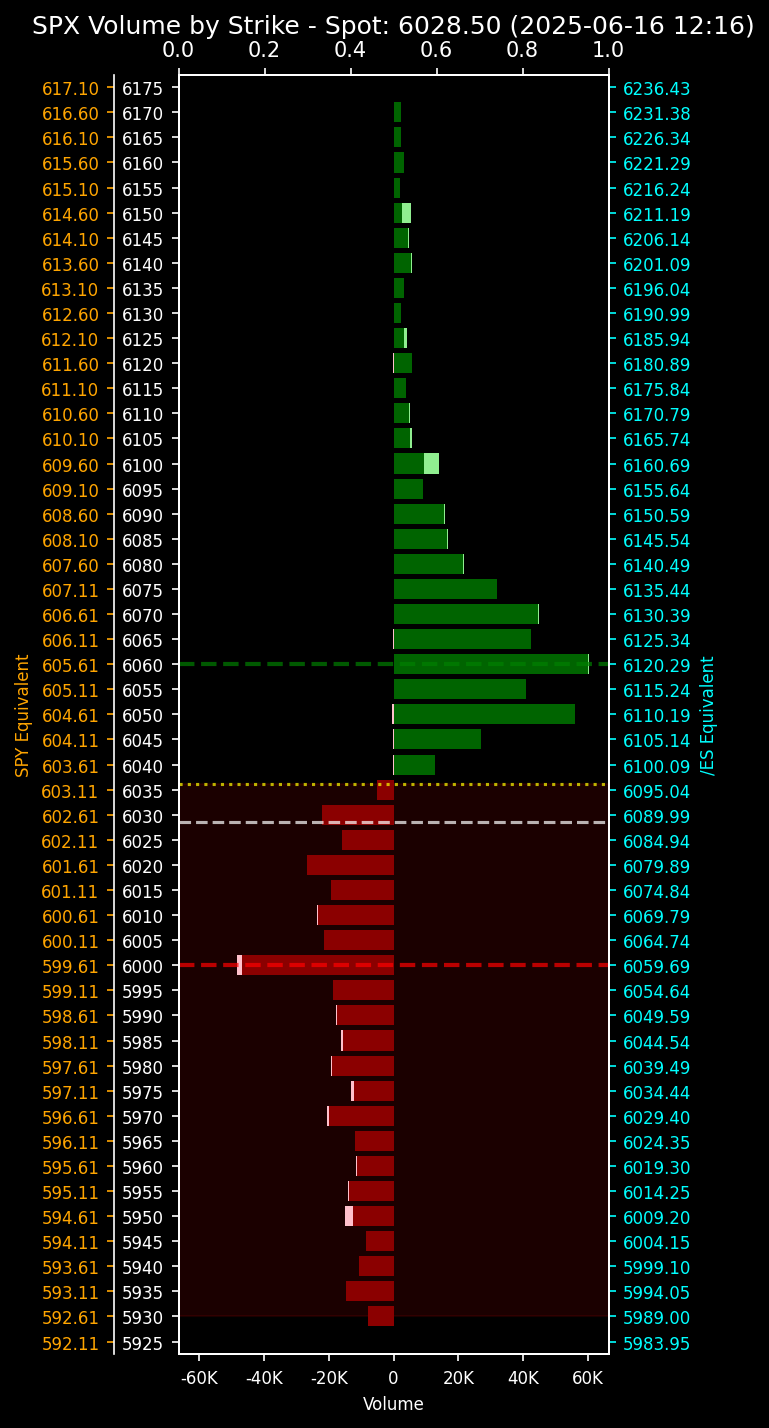 SPX Volume by Strike - Spot: 6028.50 (2025-06-16 12:16)
0.0 0.2 0.4 0.6 0.8 1.0
617.10 6175 6236.43
616.60 6170 6231.38
616.10 6165 6226.34
615.60 6160 6221.29
615.10 6155 6216.24
614.60 6150 6211.19
614.10 6145 6206.14
613.60 6140 6201.09
613.10 6135 6196.04
612.60 6130 6190.99
612.10 6125 6185.94
611.60 6120 6180.89
611.10 6115 6175.84
610.60 6110 6170.79
610.10 6105 6165.74
609.60 6100 6160.69
609.10 6095 6155.64
608.60 6090 6150.59
608.10 6085 6145.54
607.60 6080 6140.49
607.11 6075 6135.44
606.61 6070 6130.39
606.11 6065 6125.34
605.61 6060 6120.29
605.11 6055 6115.24
604.61 6050 6110.19
604.11 6045 6105.14
603.61 6040 6100.09
603.11 6035 6095.04
602.61 6030 6089.99
602.11 6025 6084.94
601.61 6020 6079.89
601.11 6015 6074.84
600.61 6010 6069.79
600.11 6005 6064.74
599.61 6000 6059.69
599.11 5995 6054.64
598.61 5990 6049.59
598.11 5985 6044.54
597.61 5980 6039.49
597.11 5975 6034.44
596.61 5970 6029.40
596.11 5965 6024.35
595.61 5960 6019.30
595.11 5955 6014.25
594.61 5950 6009.20
594.11 5945 6004.15
593.61 5940 5999.10
593.11 5935 5994.05
592.61 5930 5989.00
592.11 5925 5983.95
SPY Equivalent
/ES Equivalent
-60K -40K -20K 0 20K 40K 60K
Volume